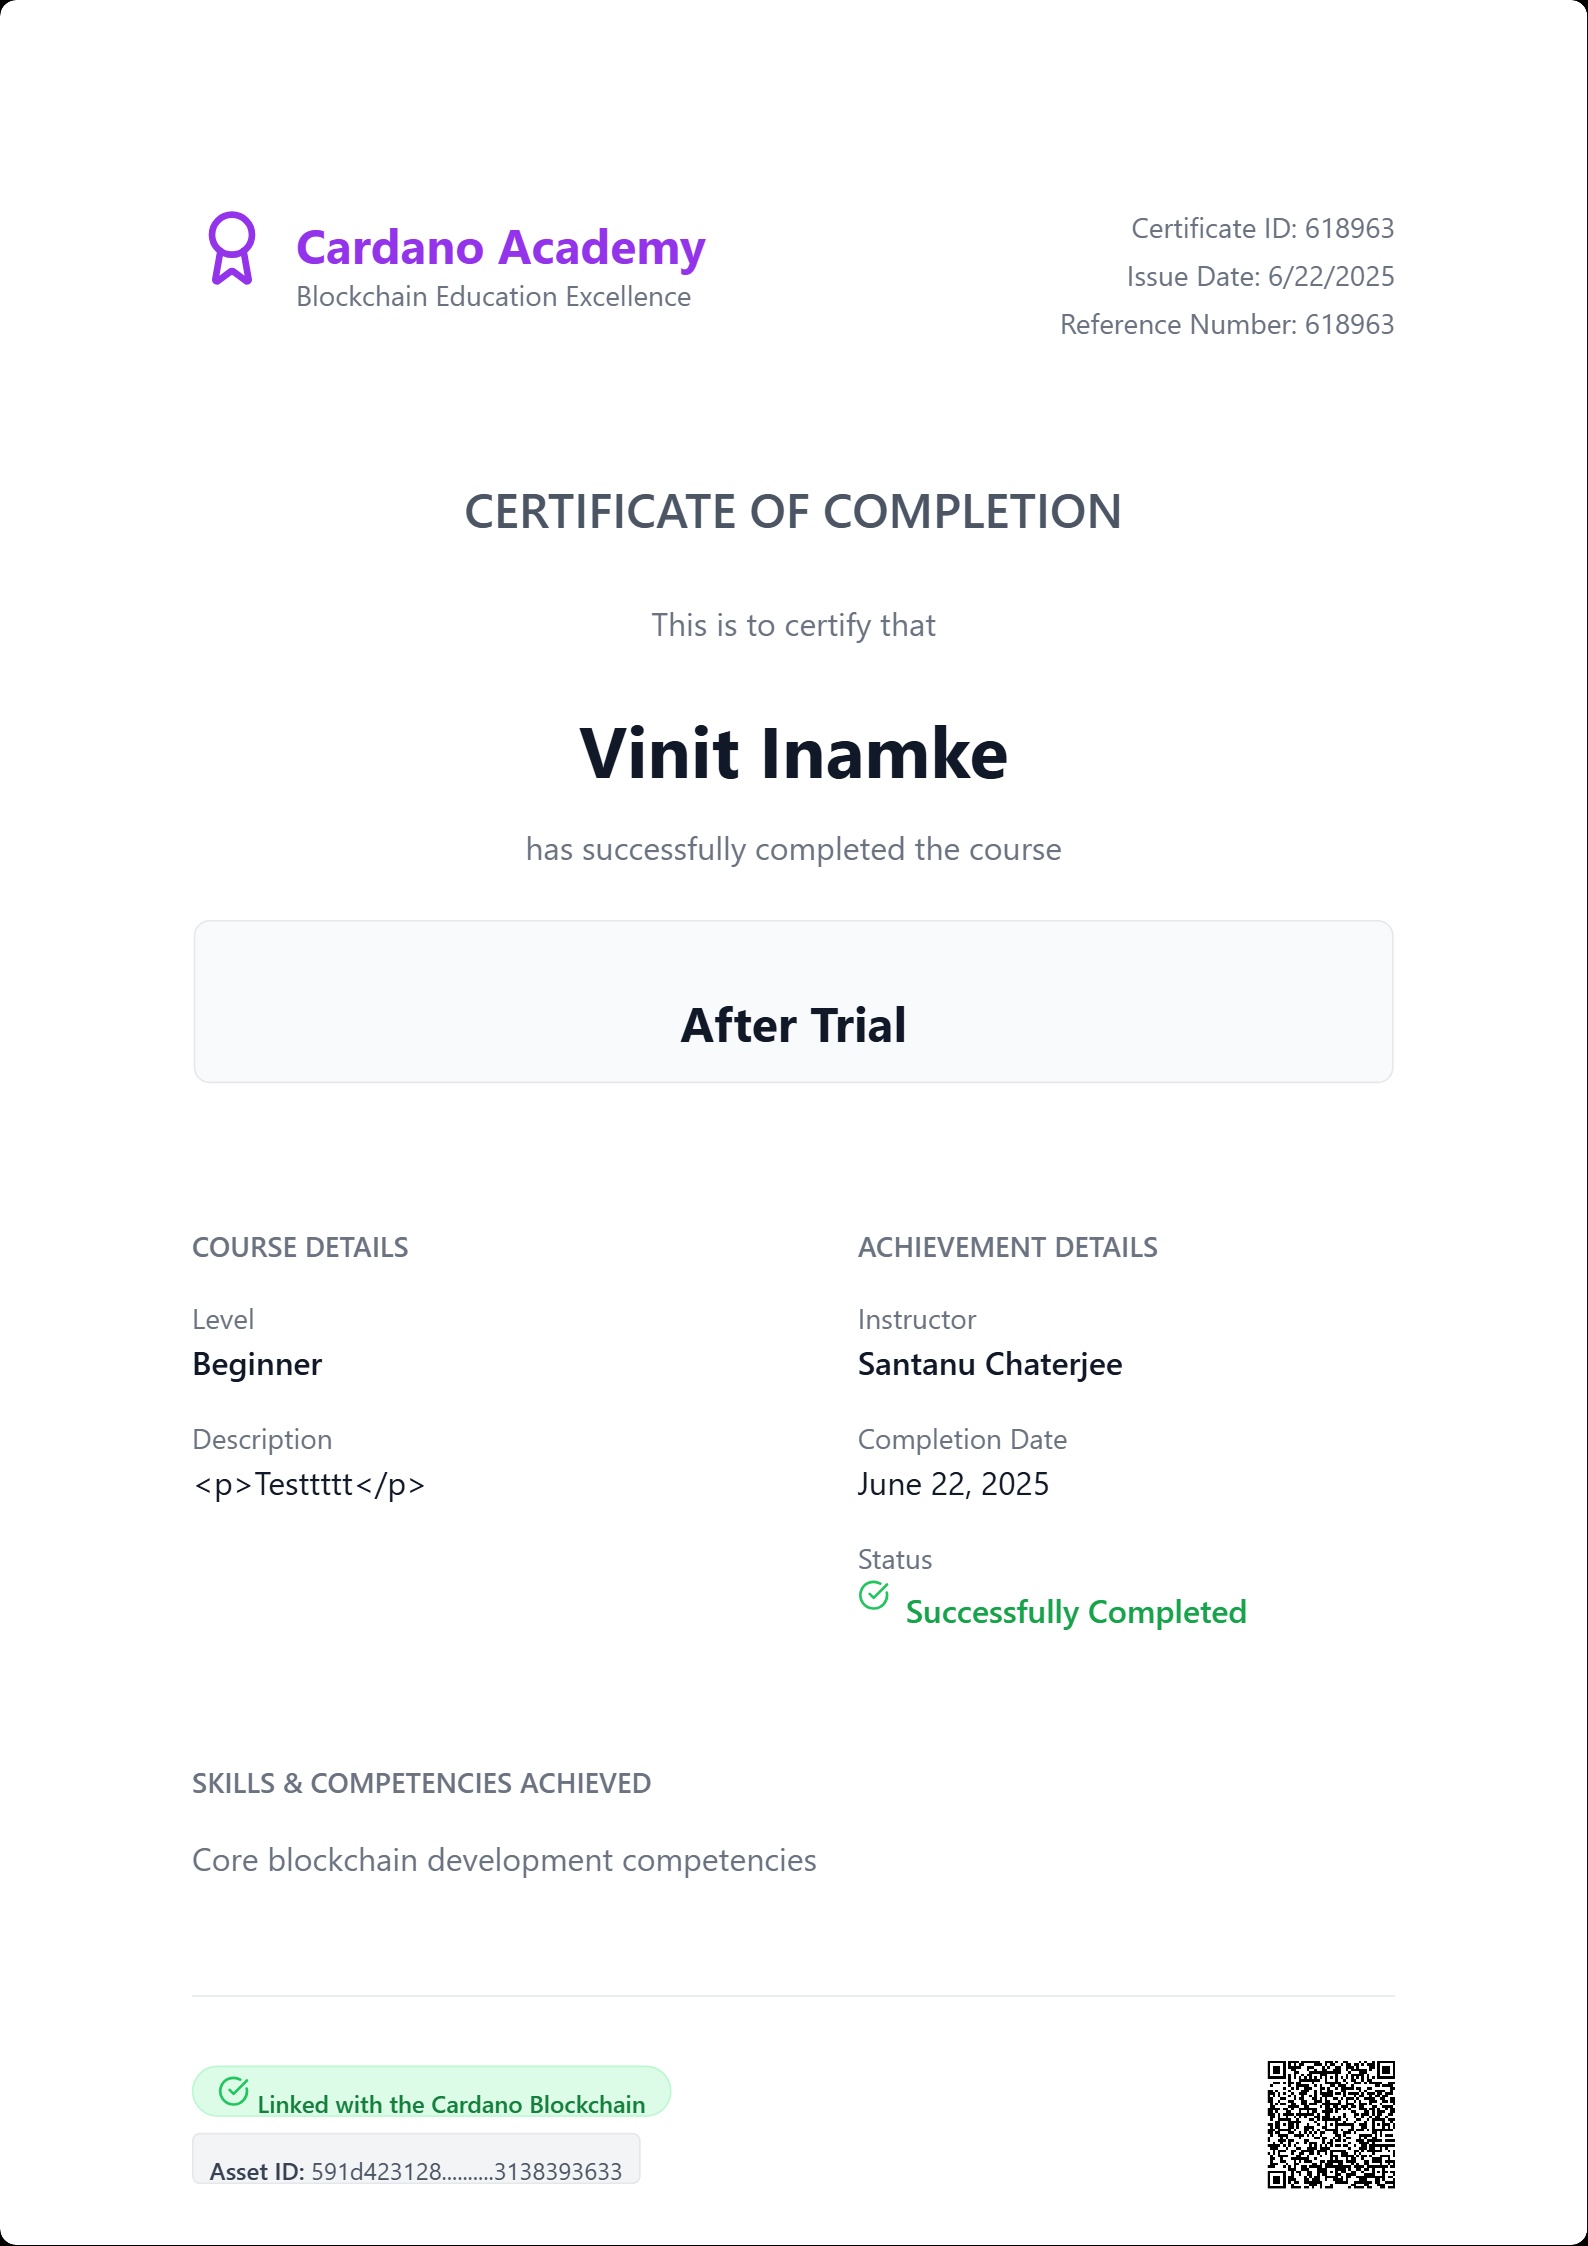 Cardano Academy
Blockchain Education Excellence
Certificate ID: 618963
Issue Date: 6/22/2025
Reference Number: 618963
CERTIFICATE OF COMPLETION
This is to certify that
Vinit Inamke
has successfully completed the course
After Trial
COURSE DETAILS
Level
Beginner
Description
<p>Testtttt</p>
ACHIEVEMENT DETAILS
Instructor
Santanu Chaterjee
Completion Date
June 22, 2025
Status
Successfully Completed
SKILLS & COMPETENCIES ACHIEVED
Core blockchain development competencies
Linked with the Cardano Blockchain
Asset ID: 591d423128..........3138393633